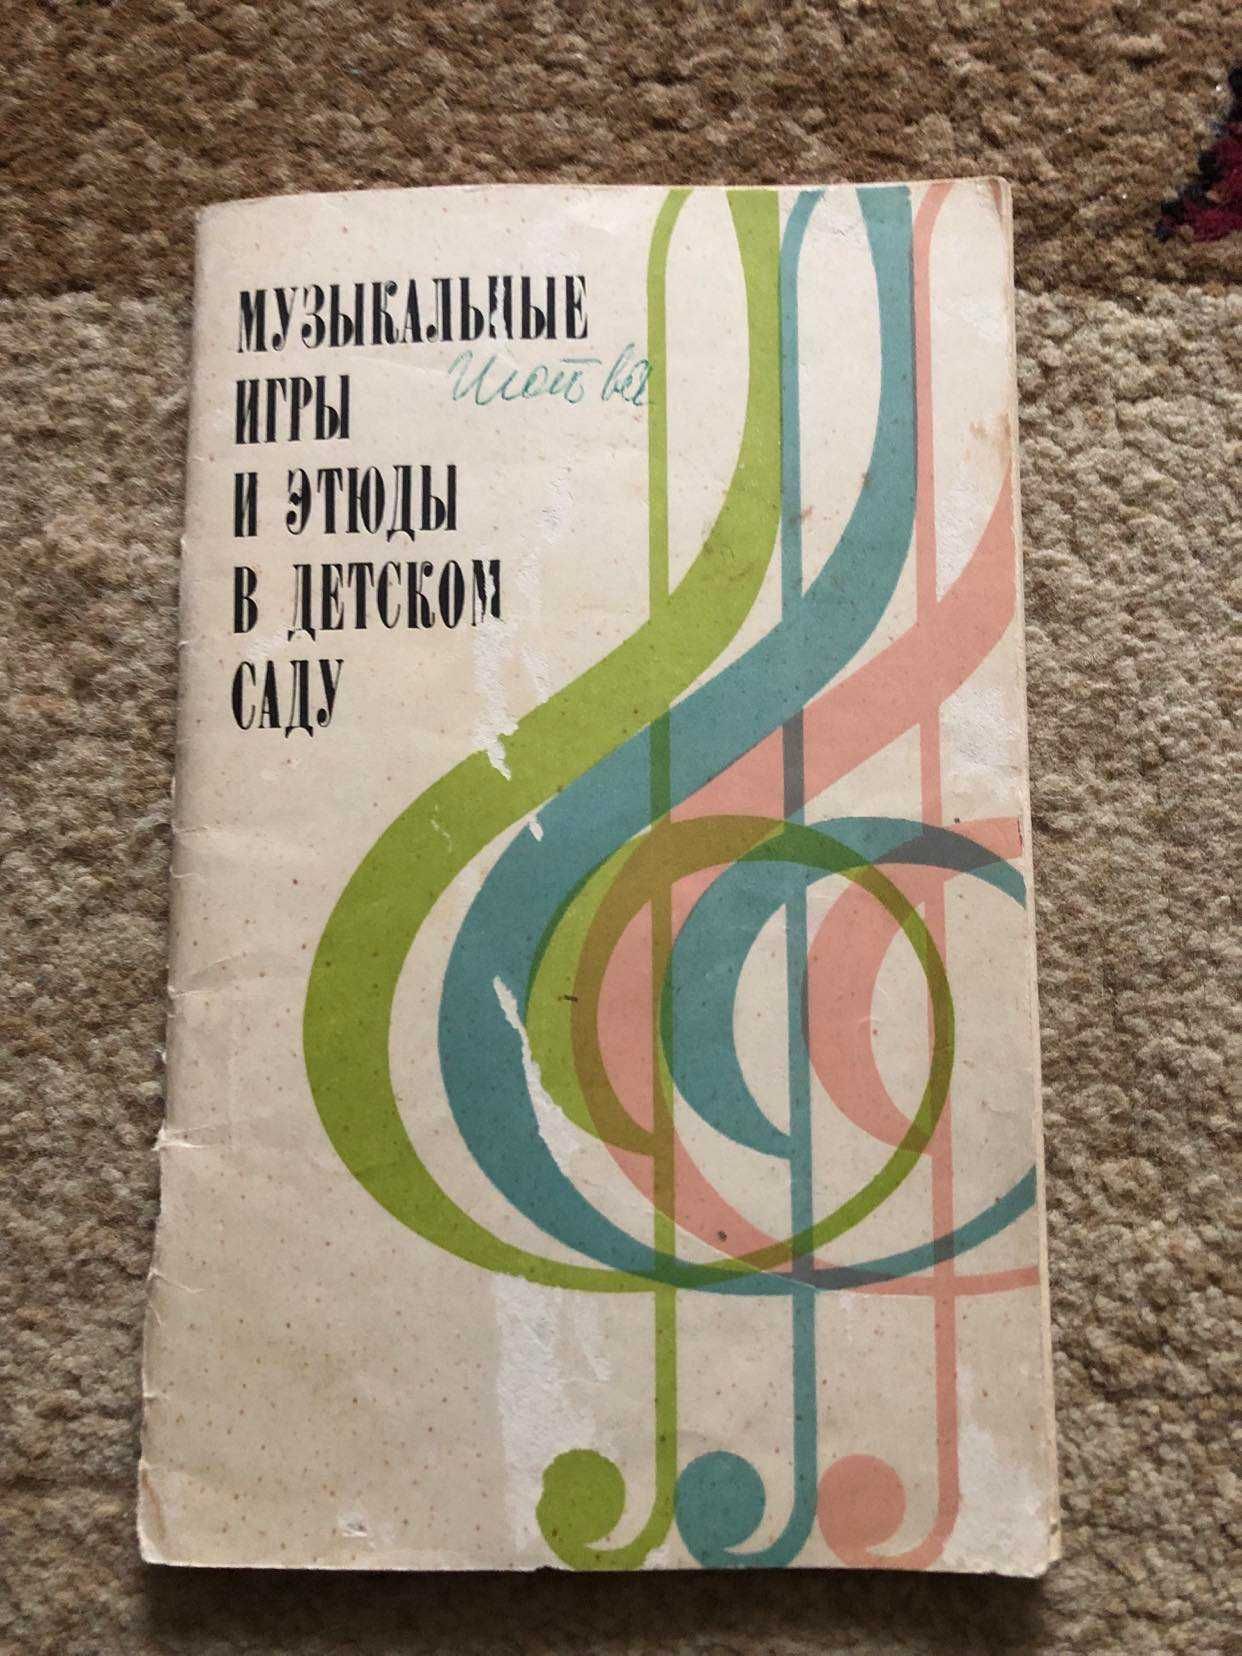 МУЗЫКАЛЬНЫЕ
ИГРЫ
И ЭТЮДЫ
В ДЕТСКОМ
САДУ